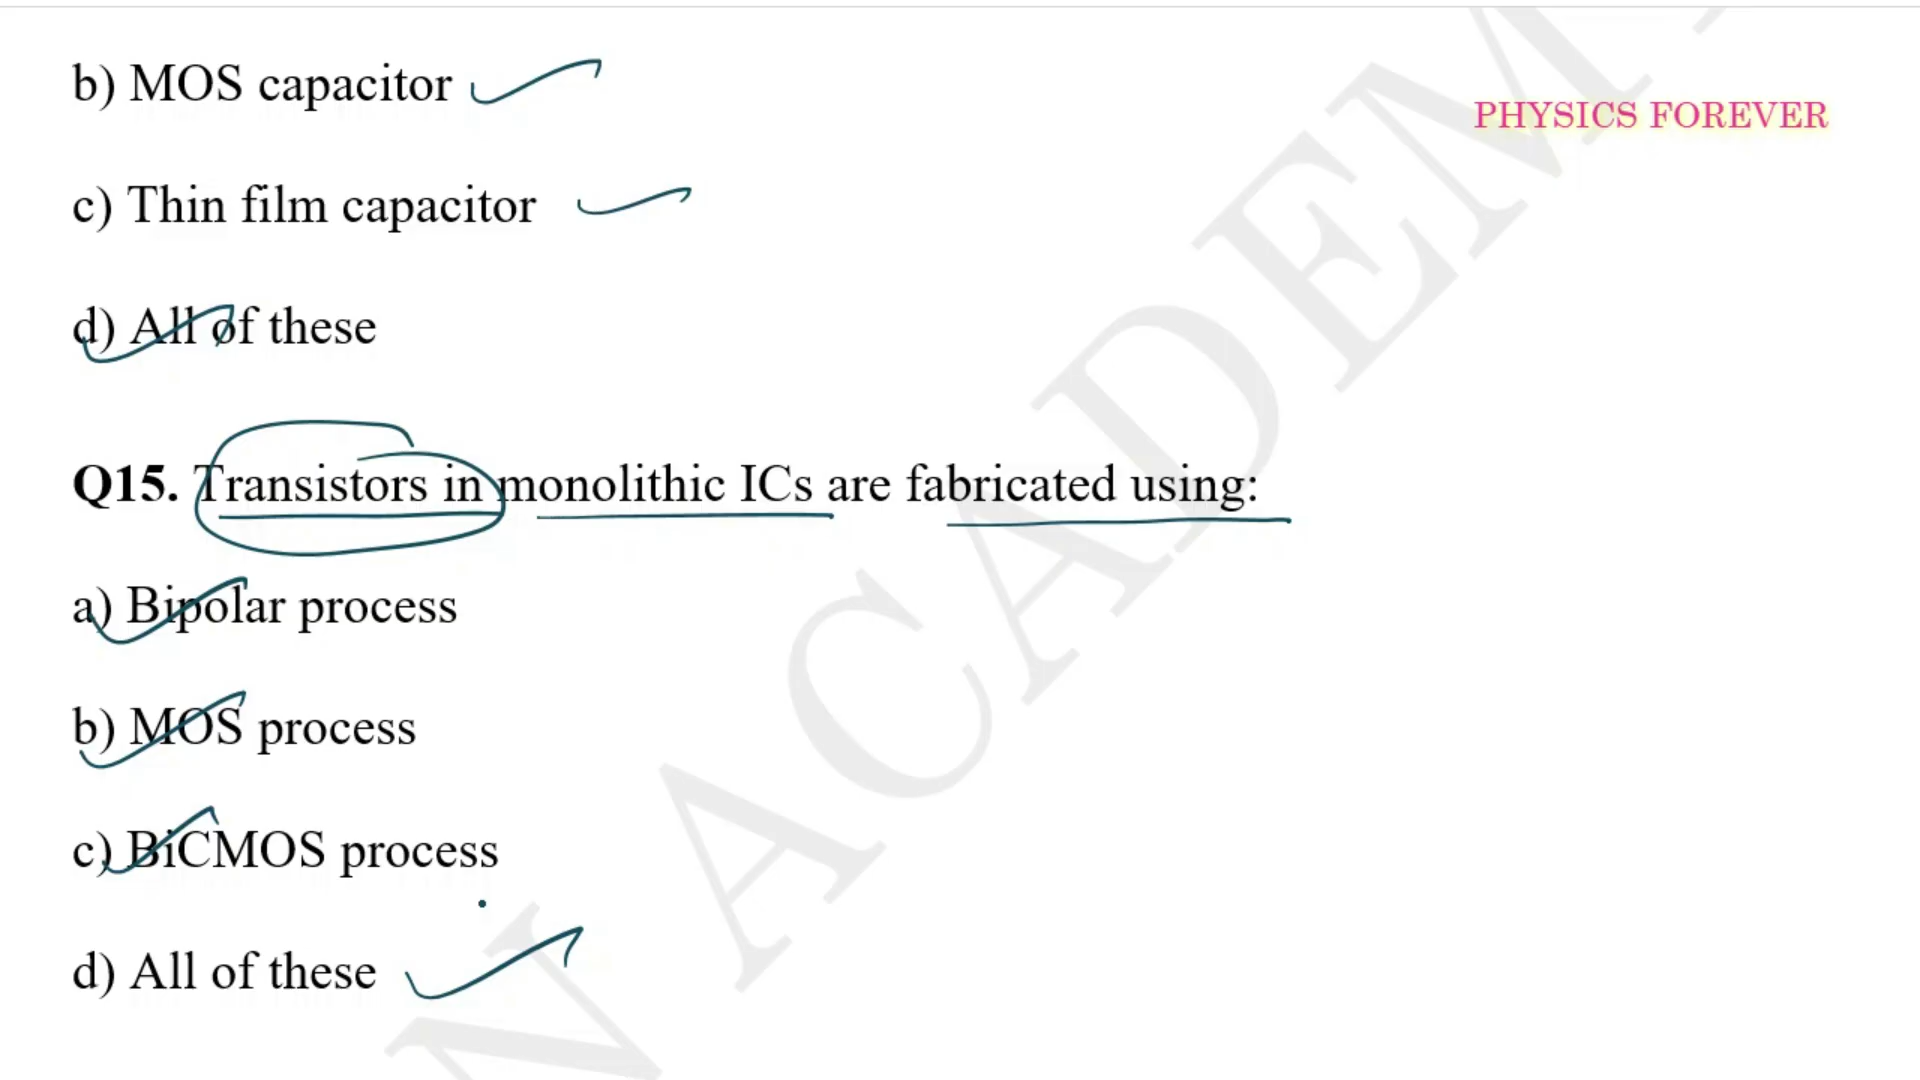 b) MOS capacitor
PHYSICS FOREVER
c) Thin film capacitor
d) All of these
Q15. Transistors in monolithic ICs are fabricated using:
a) Bipolar process
b) MOS process
c) BiCMOS process
d) All of these
N ACADEM